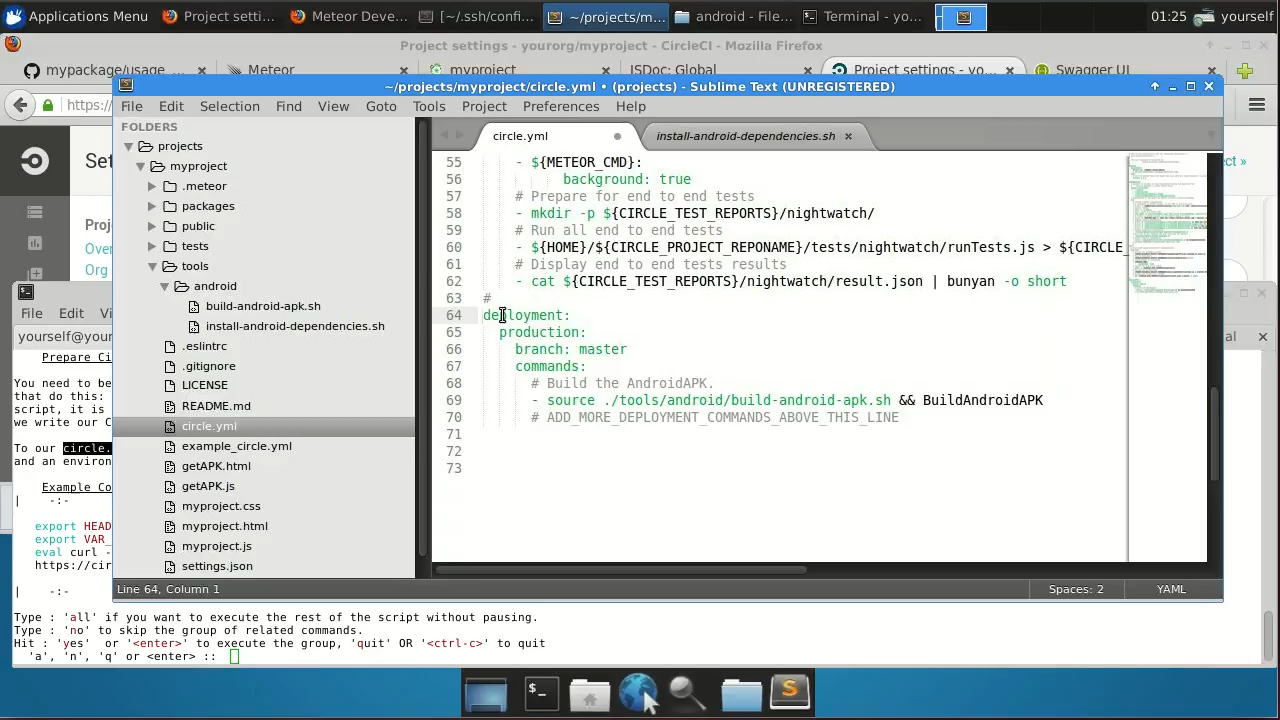 Applications Menu
Project setti...
Meteor Deve...
[~/.ssh/confi...
~/projects/m...
android - File...
Terminal - yo...
01:25
yourself
Project settings - yourorg/myproject - CircleCI - Mozilla Firefox
mypackage/usage
Meteor
myproject
JSDoc: Global
Project settings - yo...
Swagger UI
https:/
~/projects/myproject/circle.yml • (projects) - Sublime Text (UNREGISTERED)
File Edit Selection Find View Goto Tools Project Preferences Help
Set
Proj
Over
Org
FOLDERS
projects
myproject
.meteor
packages
public
tests
tools
android
build-android-apk.sh
install-android-dependencies.sh
.eslintrc
.gitignore
LICENSE
README.md
circle.yml
example_circle.yml
getAPK.html
getAPK.js
myproject.css
myproject.html
myproject.js
settings.json
circle.yml
install-android-dependencies.sh
55 - ${METEOR_CMD}:
56 background: true
57 # Prepare for end to end tests
58 - mkdir -p ${CIRCLE_TEST_REPORTS}/nightwatch/
59 # Run all end to end tests
60 - ${HOME}/${CIRCLE_PROJECT_REPONAME}/tests/nightwatch/runTests.js > ${CIRCLE_
61 # Display end to end tests results
62 - cat ${CIRCLE_TEST_REPORTS}/nightwatch/result.json | bunyan -o short
63 #
64 deployment:
65 production:
66 branch: master
67 commands:
68 # Build the AndroidAPK.
69 - source ./tools/android/build-android-apk.sh && BuildAndroidAPK
70 # ADD_MORE_DEPLOYMENT_COMMANDS_ABOVE_THIS_LINE
71
72
73
Line 64, Column 1
Spaces: 2
YAML
File Edit
yourself@your
Prepare Ci
You need to be
that do this:
script, it is
we write our C
To our circle.
and an environ
Example Co
| -:-
export HEAD
export VAR_
eval curl -
https://cir
| -:-
Type : 'all' if you want to execute the rest of the script without pausing.
Type : 'no' to skip the group of related commands.
Hit : 'yes' or '<enter>' to execute the group, 'quit' OR '<ctrl-c>' to quit
'a', 'n', 'q' or <enter> ::